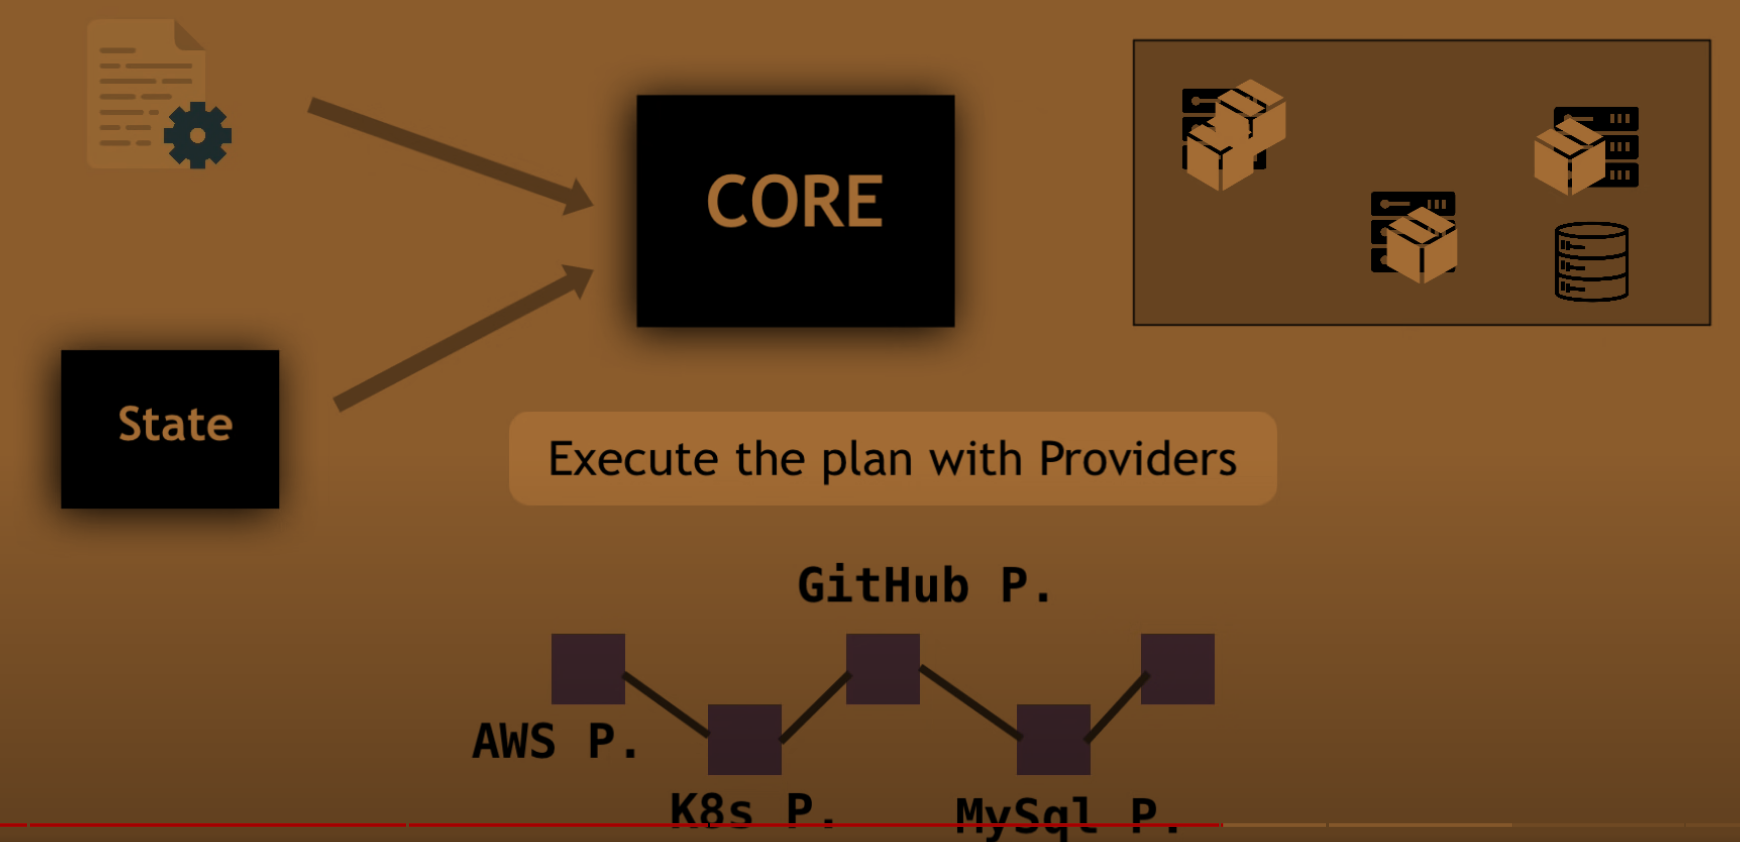 CORE
State
Execute the plan with Providers
GitHub P.
AWS P.
K8s P.
MySql P.